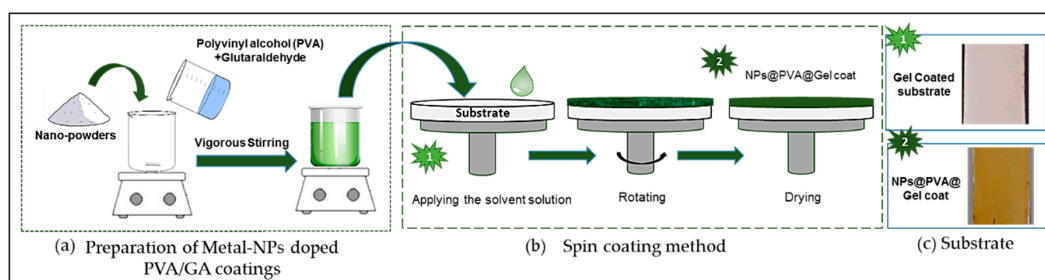 Polyvinyl alcohol (PVA)
+Glutaraldehyde
Nano-powders
Vigorous Stirring
(a) Preparation of Metal-NPs doped
PVA/GA coatings
2
NPs@PVA@Gel coat
Substrate
1
Applying the solvent solution
Rotating
Drying
(b) Spin coating method
1
Gel Coated
substrate
2
NPs@PVA@
Gel coat
(c) Substrate